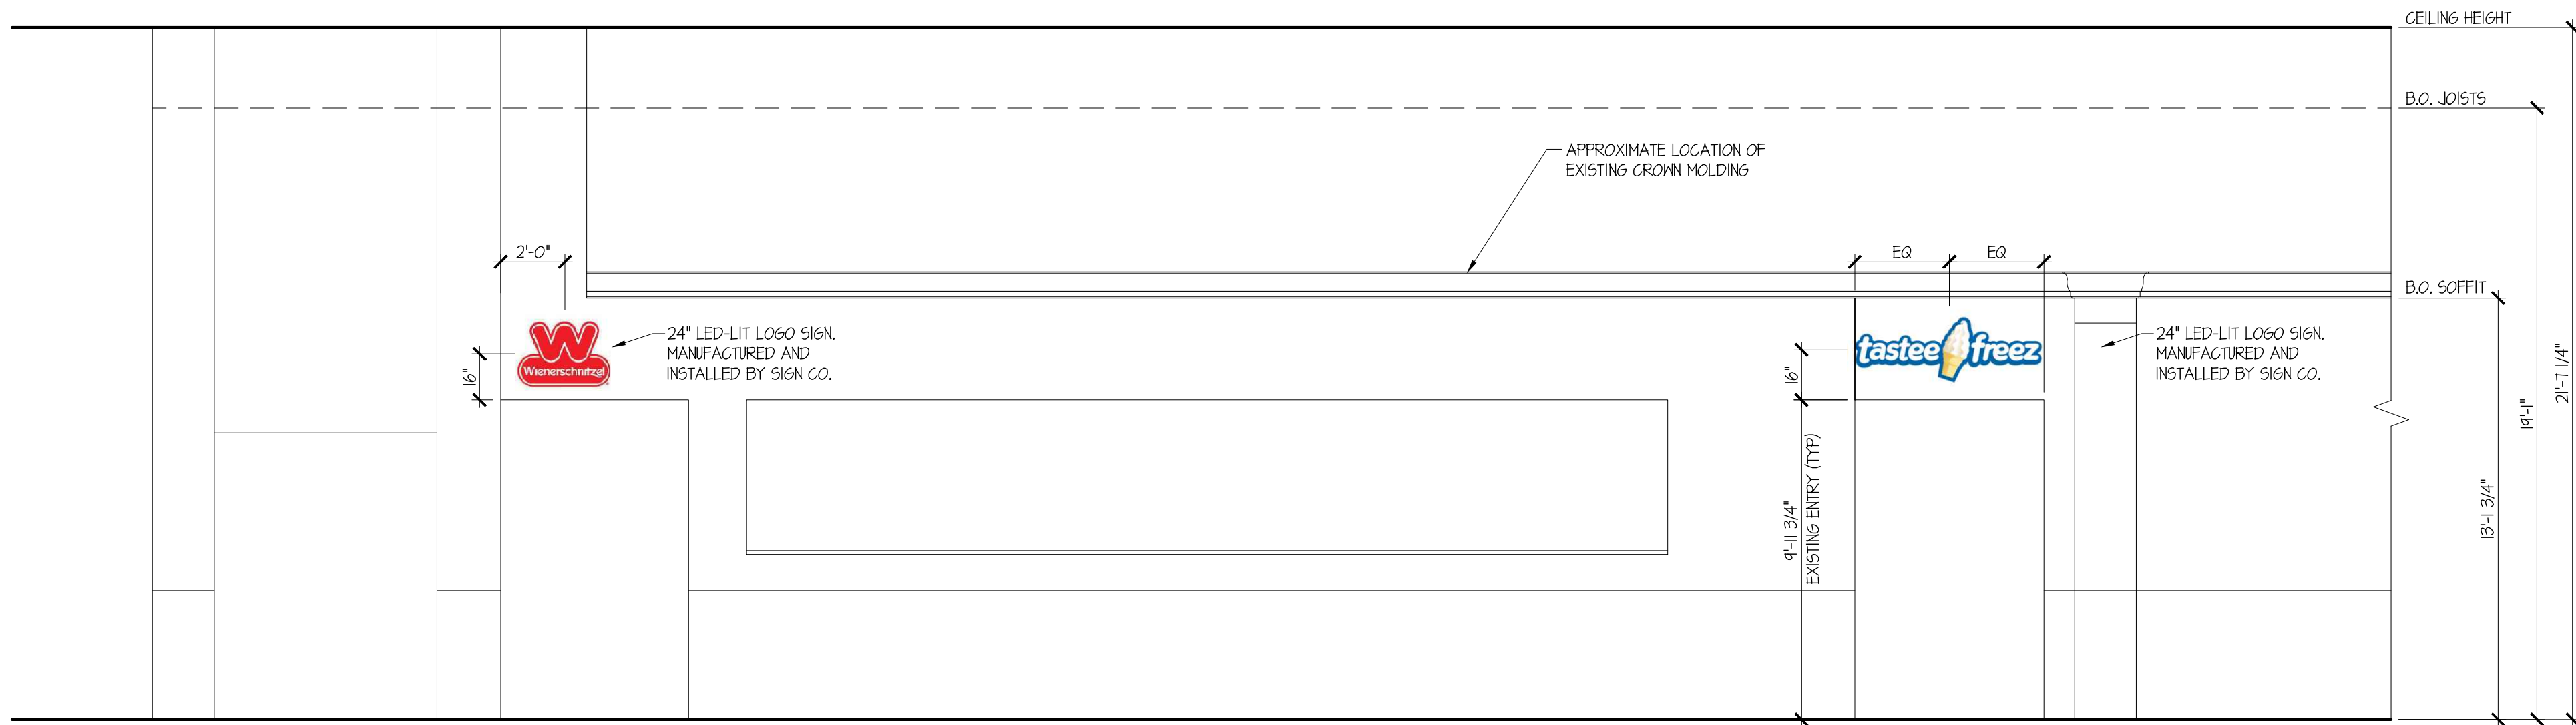 CEILING HEIGHT
B.O. JOISTS
APPROXIMATE LOCATION OF
EXISTING CROWN MOLDING
2'-0"
EQ
EQ
B.O. SOFFIT
W
Wienerschnitzel
24" LED-LIT LOGO SIGN.
MANUFACTURED AND
INSTALLED BY SIGN CO.
16"
tastee freez
24" LED-LIT LOGO SIGN.
MANUFACTURED AND
INSTALLED BY SIGN CO.
16"
9'-11 3/4"
EXISTING ENTRY (TYP)
13'-1 3/4"
19'-1"
21'-7 1/4"